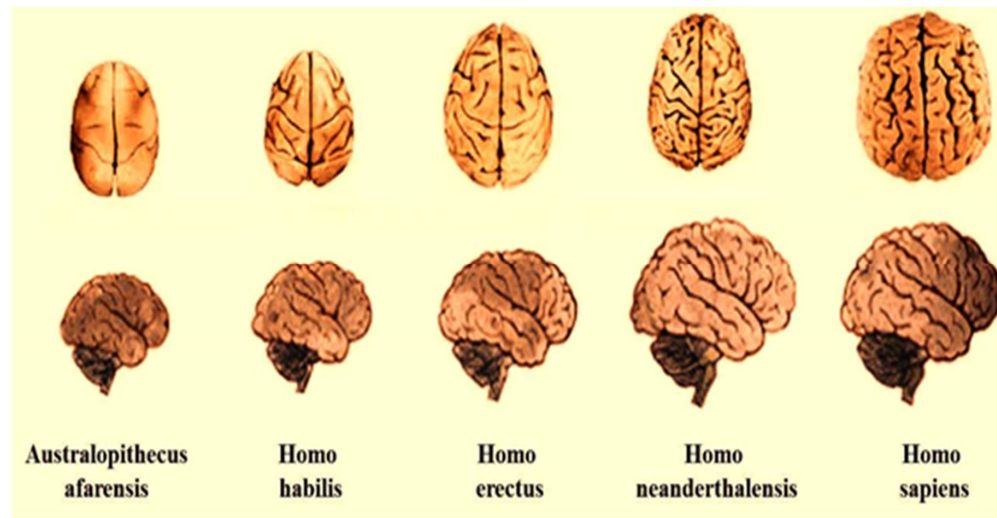 Australopithecus
afarensis
Homo
habilis
Homo
erectus
Homo
neanderthalensis
Homo
sapiens